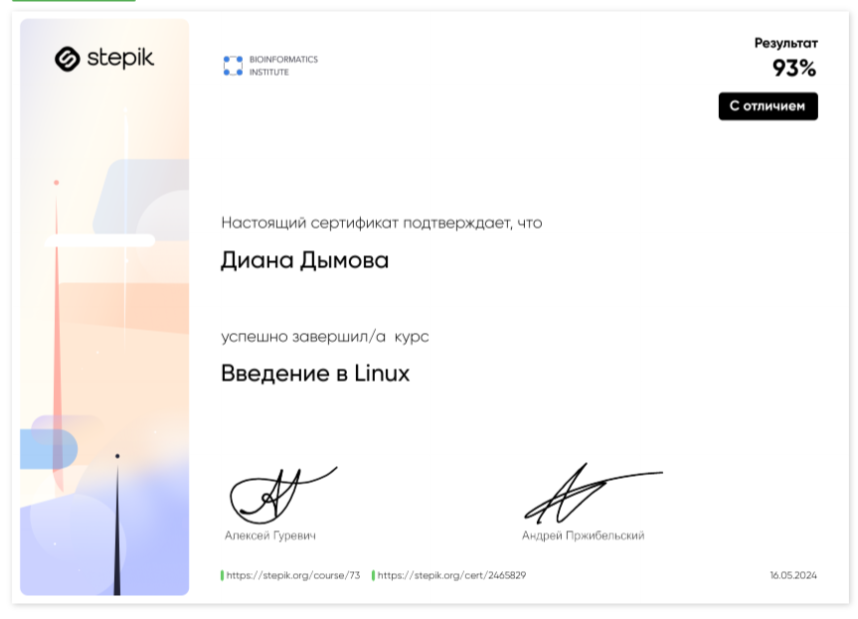 stepik
BIOINFORMATICS
INSTITUTE
Результат
93%
С отличием
Настоящий сертификат подтверждает, что
Диана Дымова
успешно завершил/а курс
Введение в Linux
Алексей Гуревич
Андрей Пржибельский
https://stepik.org/course/73
https://stepik.org/cert/2465829
16.05.2024